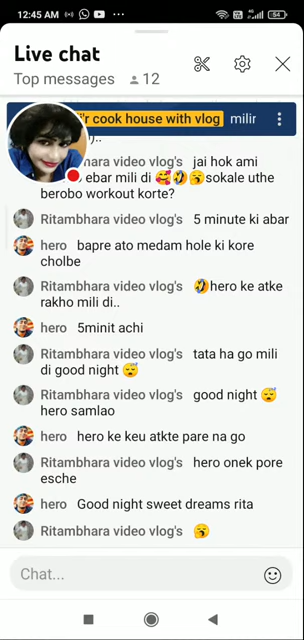 12:45 AM
54
Live chat
Top messages 12
r cook house with vlog milir
hara video vlog's jai hok ami
ebar mili di 🥰🤣🥱sokale uthe
berobo workout korte?
Ritambhara video vlog's 5 minute ki abar
hero bapre ato medam hole ki kore
cholbe
Ritambhara video vlog's 🤣hero ke atke
rakho mili di..
hero 5minit achi
Ritambhara video vlog's tata ha go mili
di good night 😴
Ritambhara video vlog's good night 😴
hero samlao
hero hero ke keu atkte pare na go
Ritambhara video vlog's hero onek pore
esche
hero Good night sweet dreams rita
Ritambhara video vlog's 🥱
Chat...